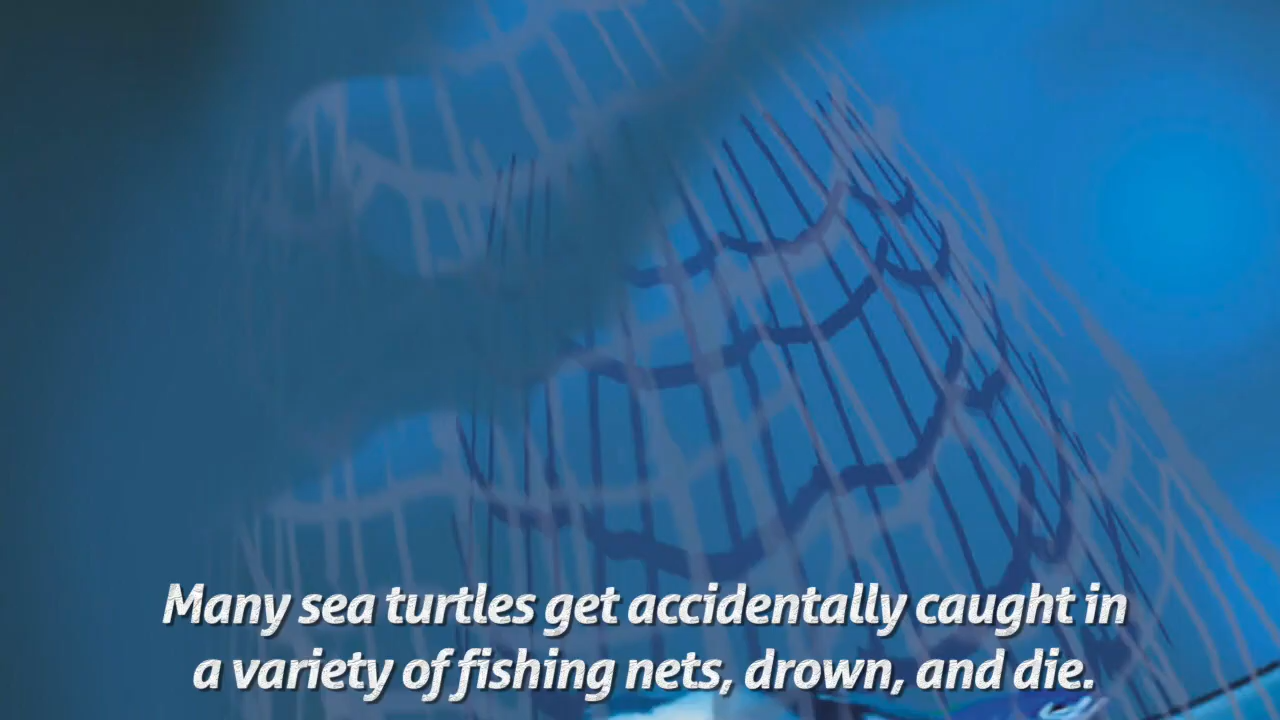 Many sea turtles get accidentally caught in
a variety of fishing nets, drown, and die.